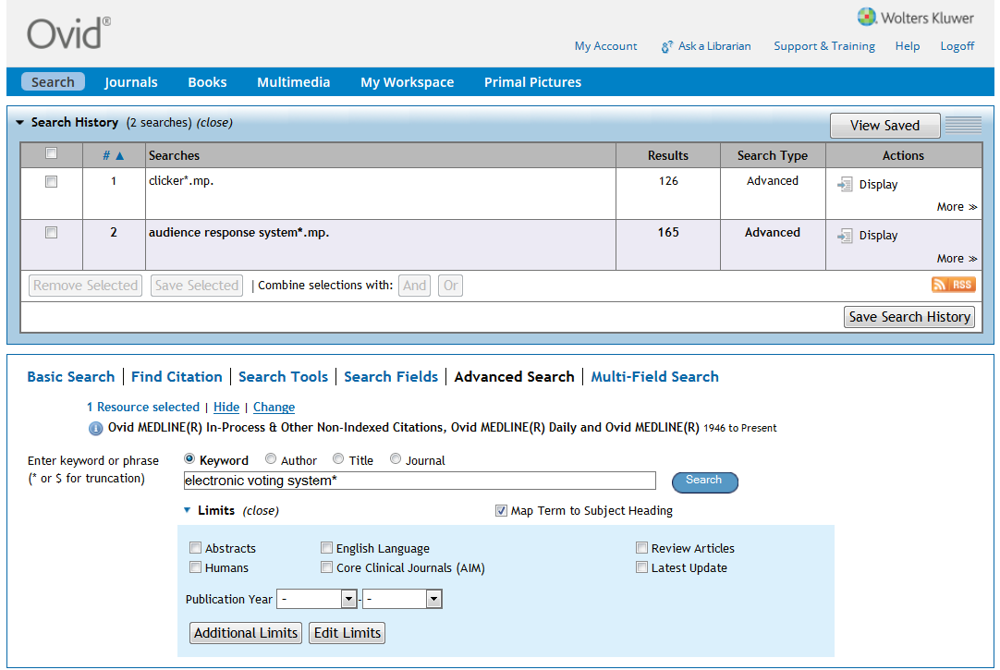 Ovid®
Wolters Kluwer
My Account Ask a Librarian Support & Training Help Logoff
Search Journals Books Multimedia My Workspace Primal Pictures
Search History (2 searches) (close)
View Saved
# ▲ Searches Results Search Type Actions
1 clicker*.mp. 126 Advanced Display
More ≫
2 audience response system*.mp. 165 Advanced Display
More ≫
Remove Selected Save Selected | Combine selections with: And Or
RSS
Save Search History
Basic Search | Find Citation | Search Tools | Search Fields | Advanced Search | Multi-Field Search
1 Resource selected | Hide | Change
i Ovid MEDLINE(R) In-Process & Other Non-Indexed Citations, Ovid MEDLINE(R) Daily and Ovid MEDLINE(R) 1946 to Present
Enter keyword or phrase
(* or $ for truncation)
Keyword Author Title Journal
electronic voting system*
Search
Limits (close)
Map Term to Subject Heading
Abstracts English Language Review Articles
Humans Core Clinical Journals (AIM) Latest Update
Publication Year - - -
Additional Limits Edit Limits